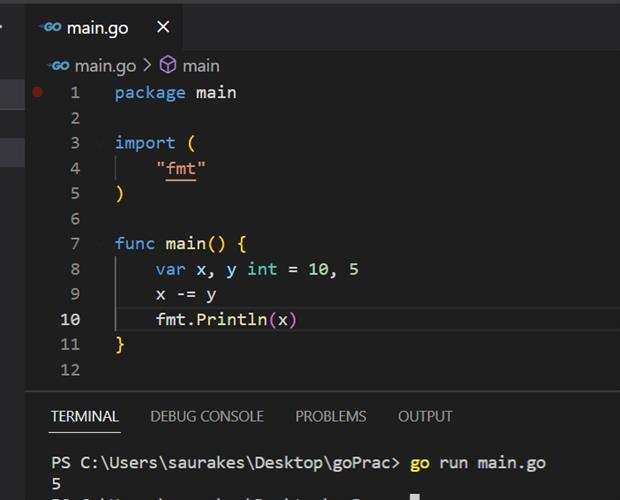 GO main.go ×
GO main.go > main
1 package main
2
3 import (
4 "fmt"
5 )
6
7 func main() {
8 var x, y int = 10, 5
9 x -= y
10 fmt.Println(x)
11 }
12
TERMINAL DEBUG CONSOLE PROBLEMS OUTPUT
PS C:\Users\saurakes\Desktop\goPrac> go run main.go
5